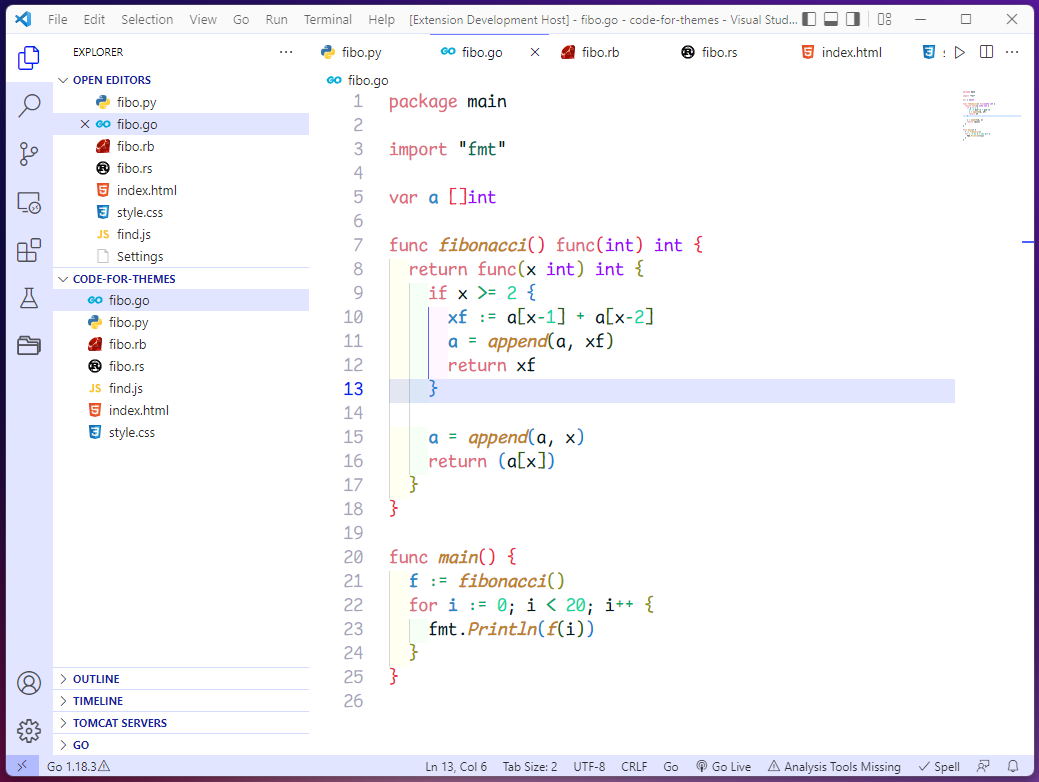 File Edit Selection View Go Run Terminal Help [Extension Development Host] - fibo.go - code-for-themes - Visual Stud...
EXPLORER
fibo.py fibo.go fibo.rb fibo.rs index.html
OPEN EDITORS
fibo.py
fibo.go
fibo.rb
fibo.rs
index.html
style.css
JS find.js
Settings
CODE-FOR-THEMES
fibo.go
fibo.py
fibo.rb
fibo.rs
JS find.js
index.html
style.css
OUTLINE
TIMELINE
TOMCAT SERVERS
GO
fibo.go
1 package main
2
3 import "fmt"
4
5 var a []int
6
7 func fibonacci() func(int) int {
8 return func(x int) int {
9 if x >= 2 {
10 xf := a[x-1] + a[x-2]
11 a = append(a, xf)
12 return xf
13 }
14
15 a = append(a, x)
16 return (a[x])
17 }
18 }
19
20 func main() {
21 f := fibonacci()
22 for i := 0; i < 20; i++ {
23 fmt.Println(f(i))
24 }
25 }
26
Go 1.18.3 Ln 13, Col 6 Tab Size: 2 UTF-8 CRLF Go Go Live Analysis Tools Missing Spell